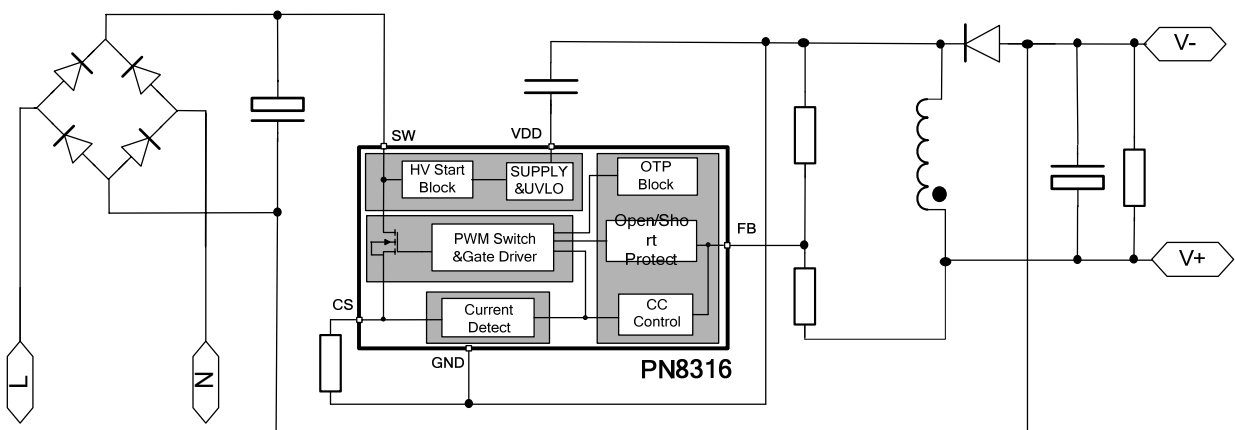 V-
SW
VDD
HV Start
Block
SUPPLY
&UVLO
OTP
Block
Open/Sho
rt
Protect
FB
PWM Switch
&Gate Driver
V+
CS
Current
Detect
CC
Control
GND
PN8316
L
N